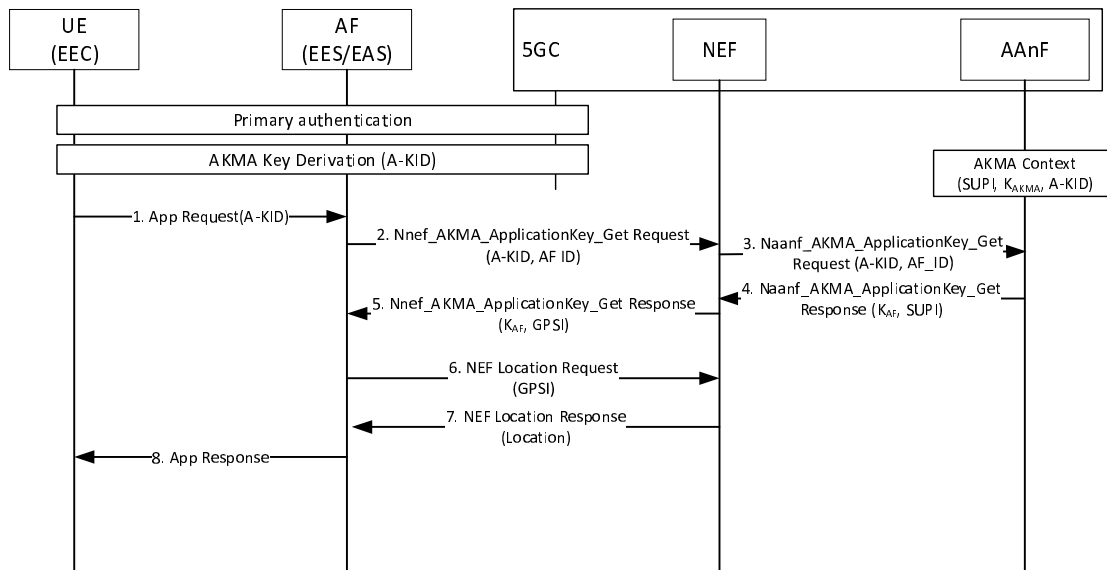 UE
(EEC)
AF
(EES/EAS)
5GC
NEF
AAnF
Primary authentication
AKMA Key Derivation (A-KID)
AKMA Context
(SUPI, KAKMA, A-KID)
1. App Request(A-KID)
2. Nnef_AKMA_ApplicationKey_Get Request
(A-KID, AF ID)
3. Naanf_AKMA_ApplicationKey_Get
Request (A-KID, AF_ID)
4. Naanf_AKMA_ApplicationKey_Get
Response (KAF, SUPI)
5. Nnef_AKMA_ApplicationKey_Get Response
(KAF, GPSI)
6. NEF Location Request
(GPSI)
7. NEF Location Response
(Location)
8. App Response